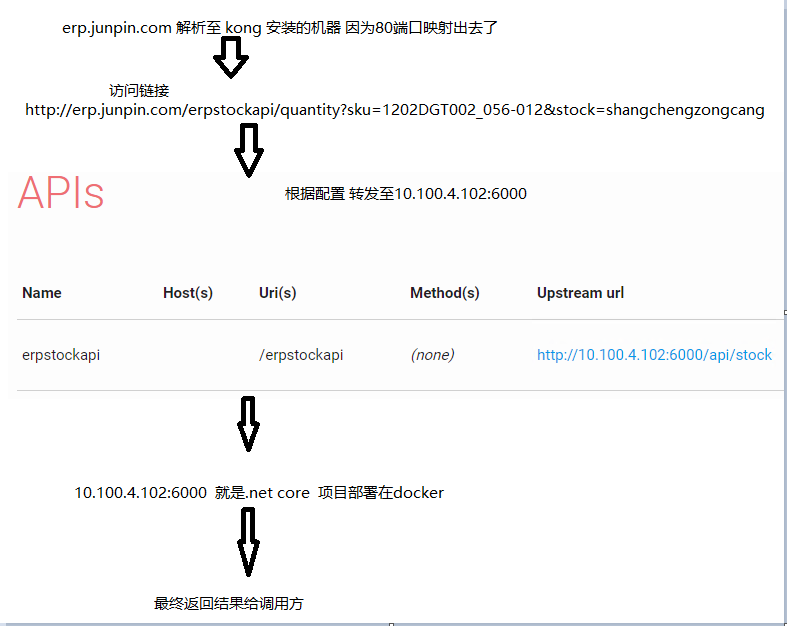 erp.junpin.com 解析至 kong 安装的机器 因为80端口映射出去了
访问链接
http://erp.junpin.com/erpstockapi/quantity?sku=1202DGT002_056-012&stock=shangchengzongcang
APIs
根据配置 转发至10.100.4.102:6000
Name Host(s) Uri(s) Method(s) Upstream url
erpstockapi /erpstockapi (none) http://10.100.4.102:6000/api/stock
10.100.4.102:6000 就是.net core 项目部署在docker
最终返回结果给调用方